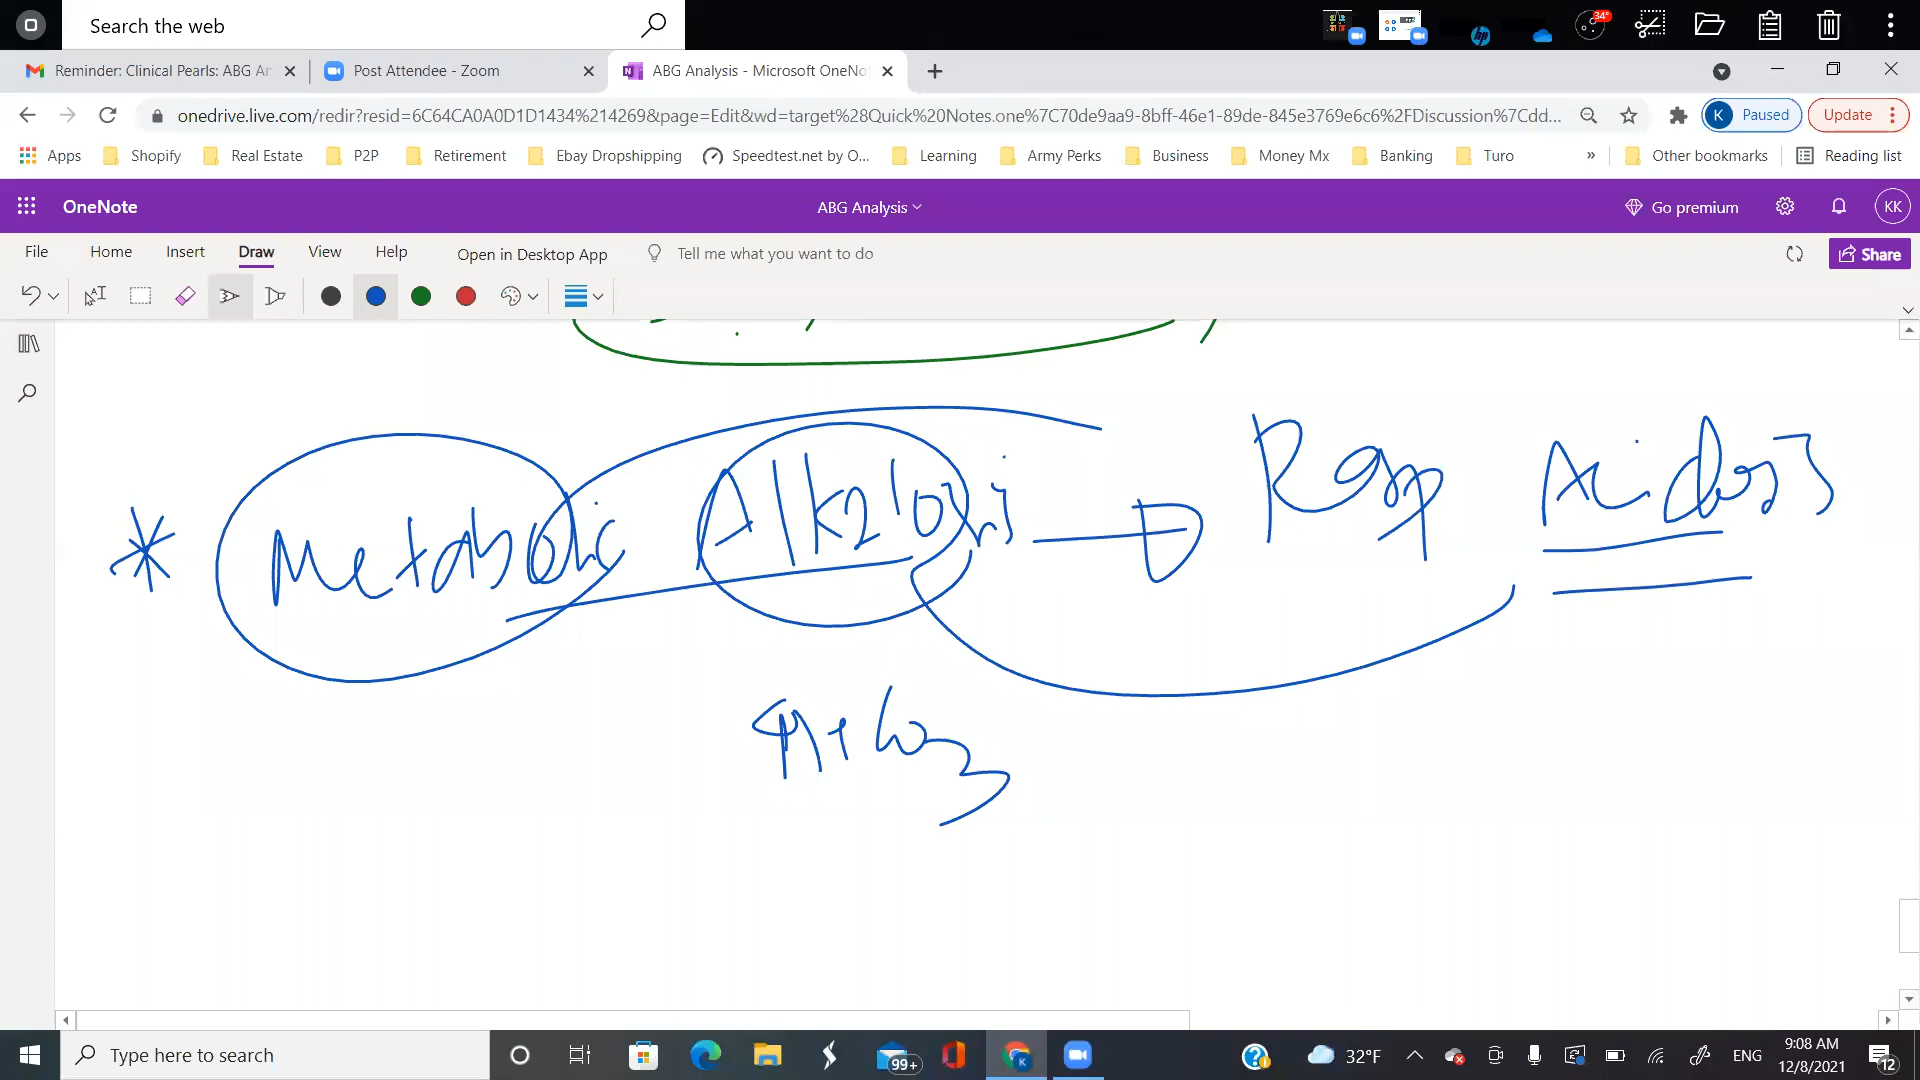 Search the web
34°
Reminder: Clinical Pearls: ABG Ar
Post Attendee - Zoom
ABG Analysis - Microsoft OneNo
onedrive.live.com/redir?resid=6C64CA0A0D1D1434%214269&page=Edit&wd=target%28Quick%20Notes.one%7C70de9aa9-8bff-46e1-89de-845e3769e6c6%2FDiscussion%7Cdd...
K Paused
Update
Apps Shopify Real Estate P2P Retirement Ebay Dropshipping Speedtest.net by O... Learning Army Perks Business Money Mx Banking Turo » Other bookmarks Reading list
OneNote
ABG Analysis
Go premium
KK
File Home Insert Draw View Help Open in Desktop App Tell me what you want to do
Share
* Metabolic Alkalosis → Resp Acidosis
Type here to search
99+
32°F
ENG
9:08 AM
12/8/2021
12